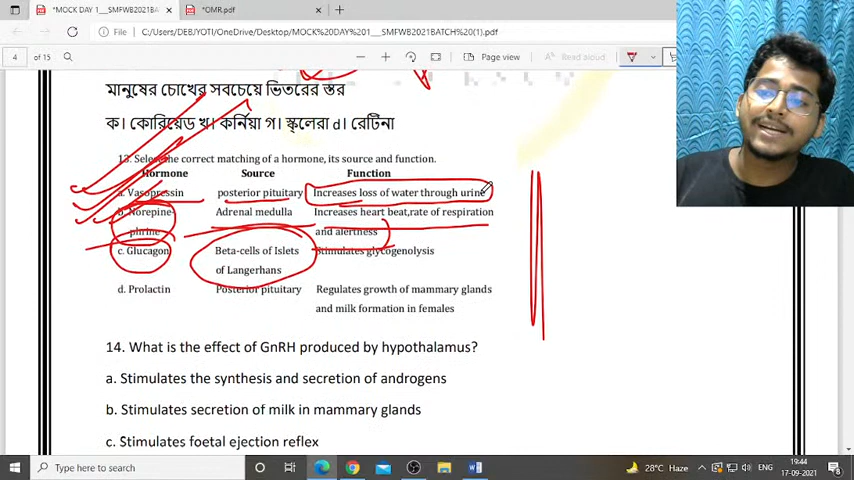 *MOCK DAY 1___SMFWB2021BATC
*OMR.pdf
File
C:/Users/DEBJYOTI/OneDrive/Desktop/MOCK%20DAY%201___SMFWB2021BATCH%20(1).pdf
4 of 15
Page view
Read aloud
মানুষের চোখের সবচেয়ে ভিতরের স্তর
ক। কোরিয়েড খ। কর্নিয়া গ। স্ক্লেরা d। রেটিনা
13. Select the correct matching of a hormone, its source and function.
Hormone Source Function
a. Vasopressin posterior pituitary Increases loss of water through urine
b. Norepine- Adrenal medulla Increases heart beat,rate of respiration
phrine and alertness
c. Glucagon Beta-cells of Islets Stimulates glycogenolysis
of Langerhans
d. Prolactin Posterior pituitary Regulates growth of mammary glands
and milk formation in females
14. What is the effect of GnRH produced by hypothalamus?
a. Stimulates the synthesis and secretion of androgens
b. Stimulates secretion of milk in mammary glands
c. Stimulates foetal ejection reflex
Type here to search
28°C Haze
ENG
19:44
17-09-2021